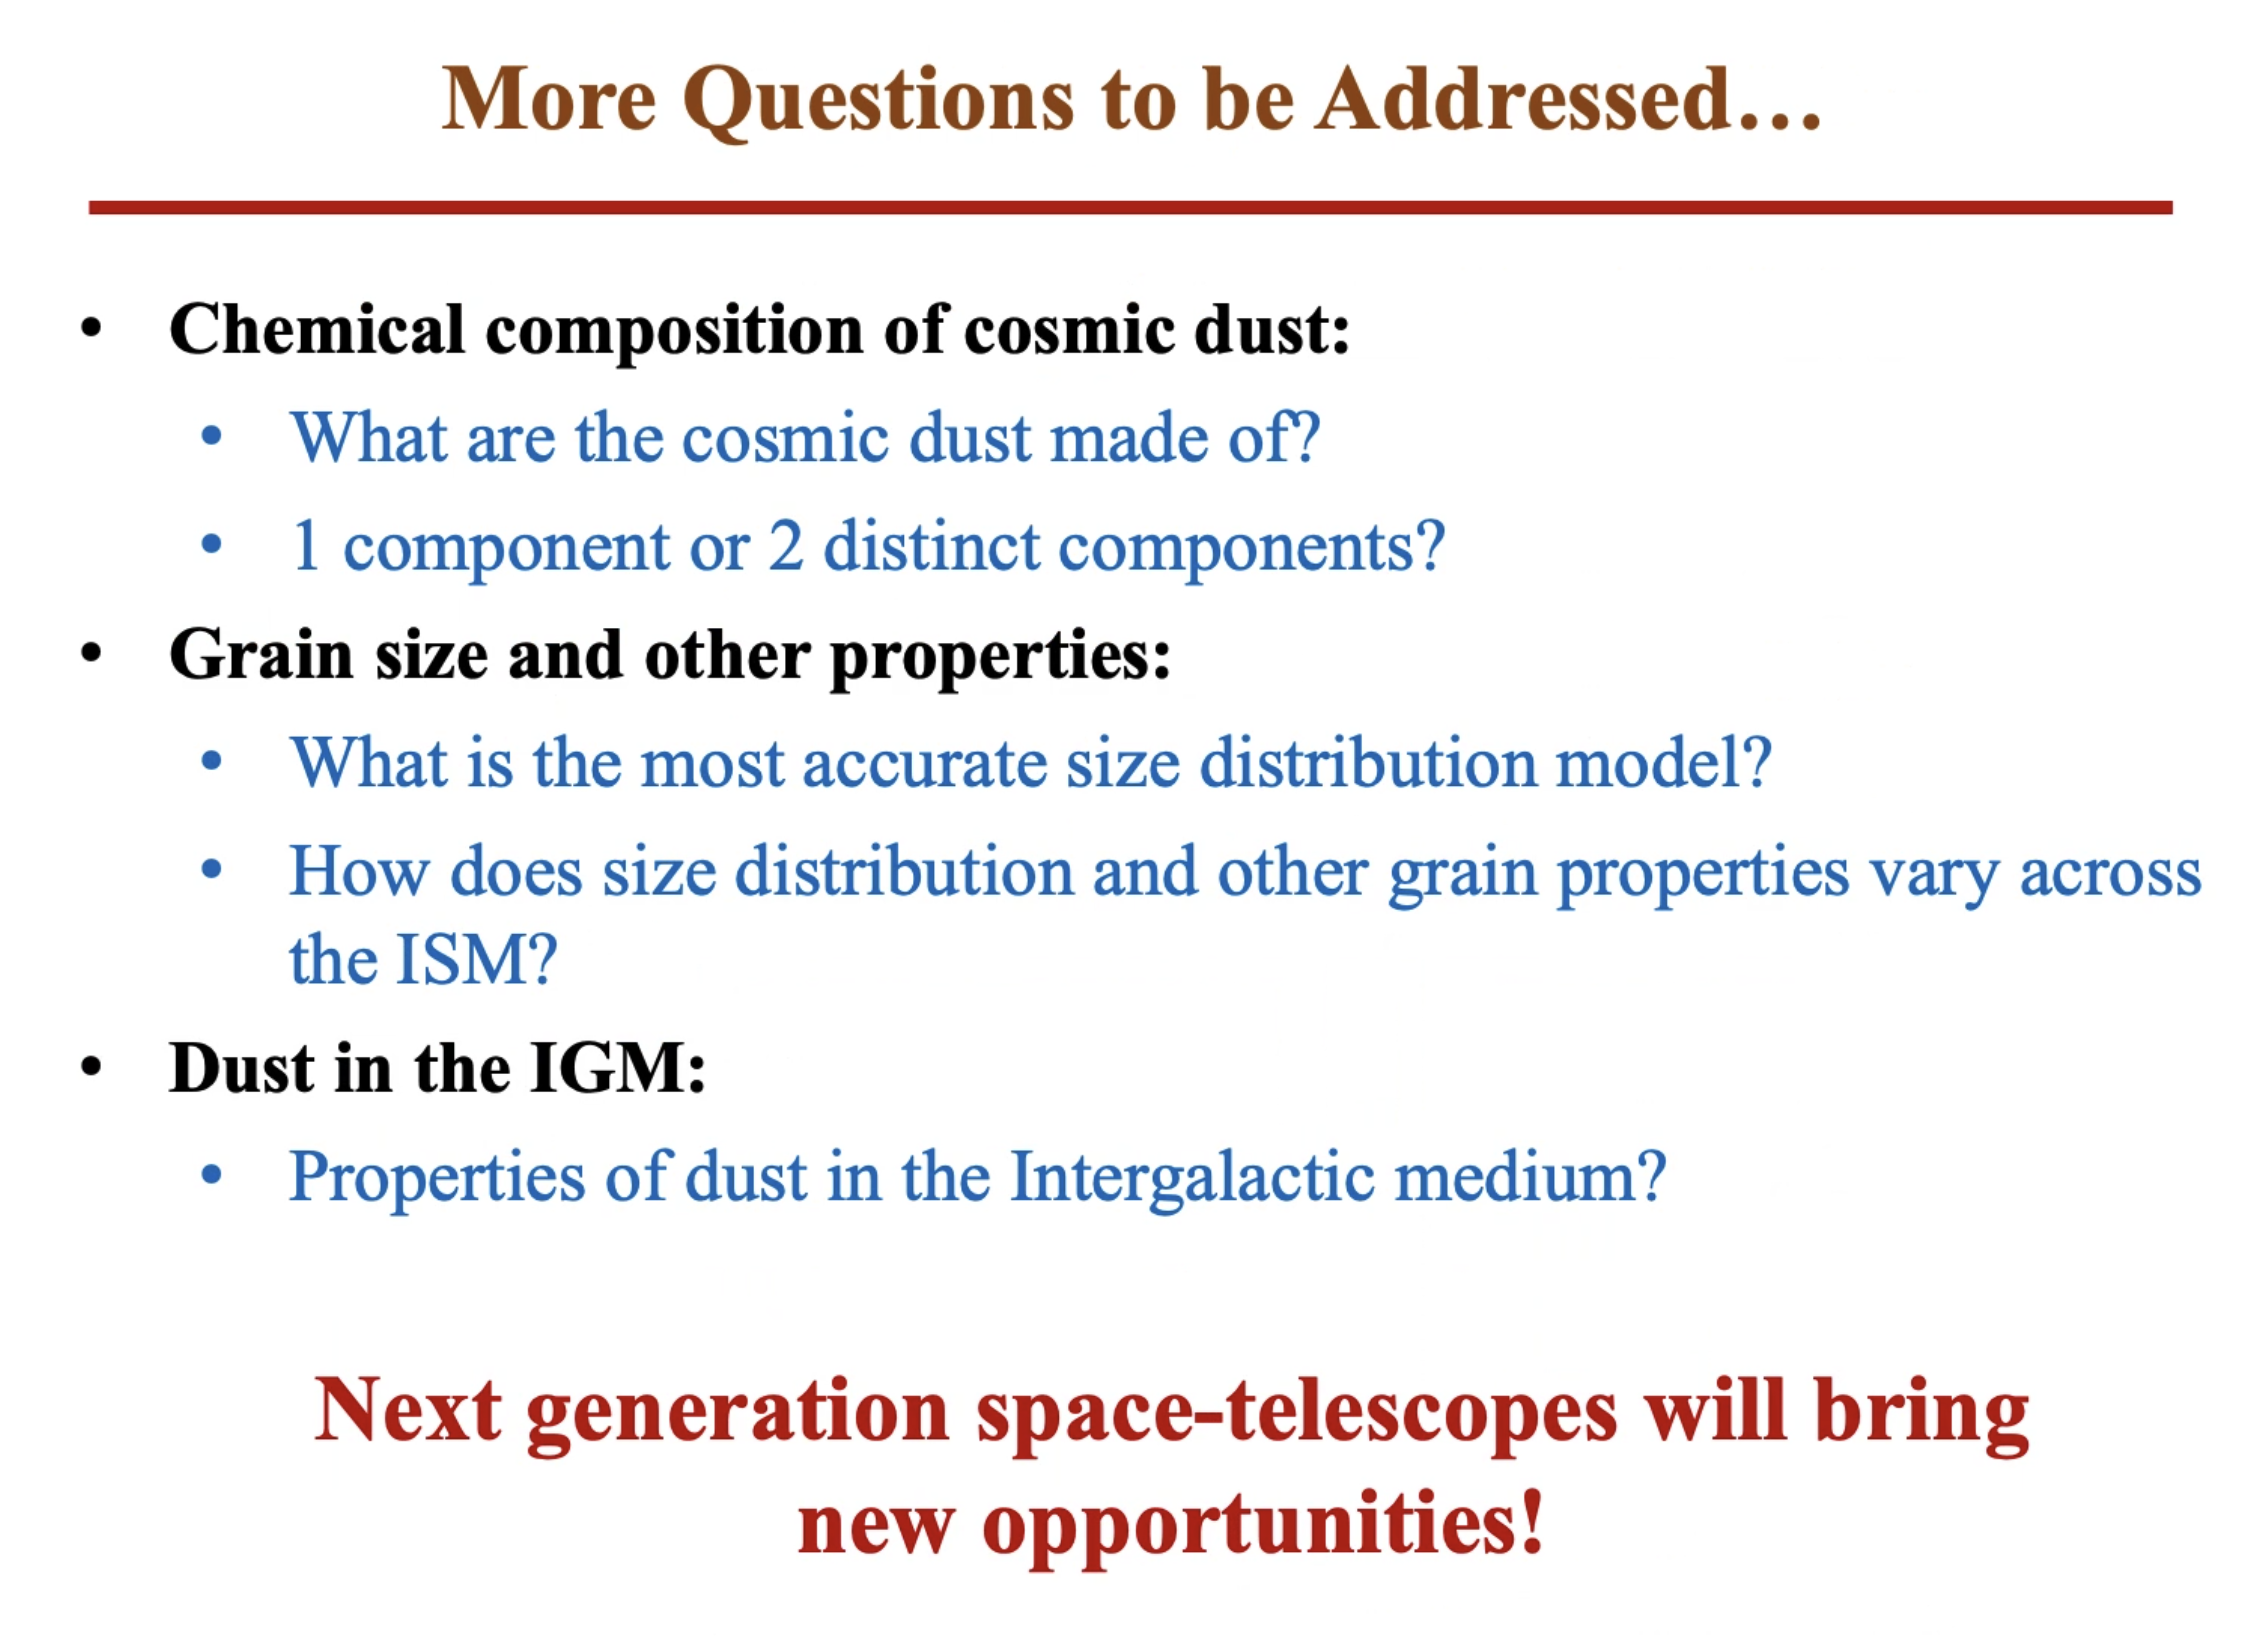 More Questions to be Addressed…
• Chemical composition of cosmic dust:
• What are the cosmic dust made of?
• 1 component or 2 distinct components?
• Grain size and other properties:
• What is the most accurate size distribution model?
• How does size distribution and other grain properties vary across
the ISM?
• Dust in the IGM:
• Properties of dust in the Intergalactic medium?
Next generation space-telescopes will bring
new opportunities!